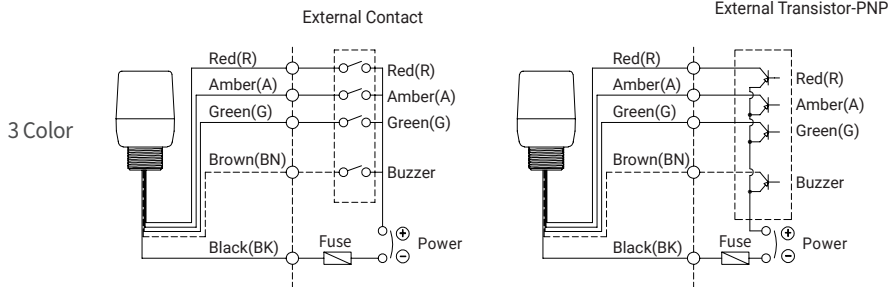 External Contact
External Transistor-PNP
3 Color
Red(R)
Amber(A)
Green(G)
Brown(BN)
Black(BK)
Red(R)
Amber(A)
Green(G)
Buzzer
Fuse
Power
Red(R)
Amber(A)
Green(G)
Brown(BN)
Black(BK)
Red(R)
Amber(A)
Green(G)
Buzzer
Fuse
Power